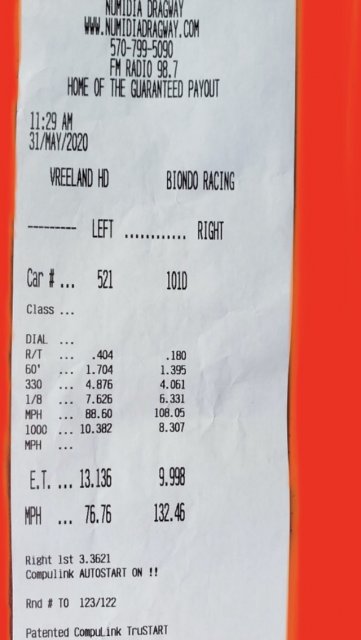 NUMIDIA DRAGWAY
WWW.NUMIDIADRAGWAY.COM
570-799-5090
FM RADIO 98.7
HOME OF THE GUARANTEED PAYOUT
11:29 AM
31/MAY/2020
VREELAND HD BIONDO RACING
--------- LEFT ............ RIGHT
Car # ... 521 101D
Class ...
DIAL ...
R/T ... .404 .180
60' ... 1.704 1.395
330 ... 4.876 4.061
1/8 ... 7.626 6.331
MPH ... 88.60 108.05
1000 ... 10.382 8.307
MPH ...
E.T. ... 13.136 9.998
MPH ... 76.76 132.46
Right 1st 3.3621
Compulink AUTOSTART ON !!
Rnd # TO 123/122
Patented CompuLink TruSTART